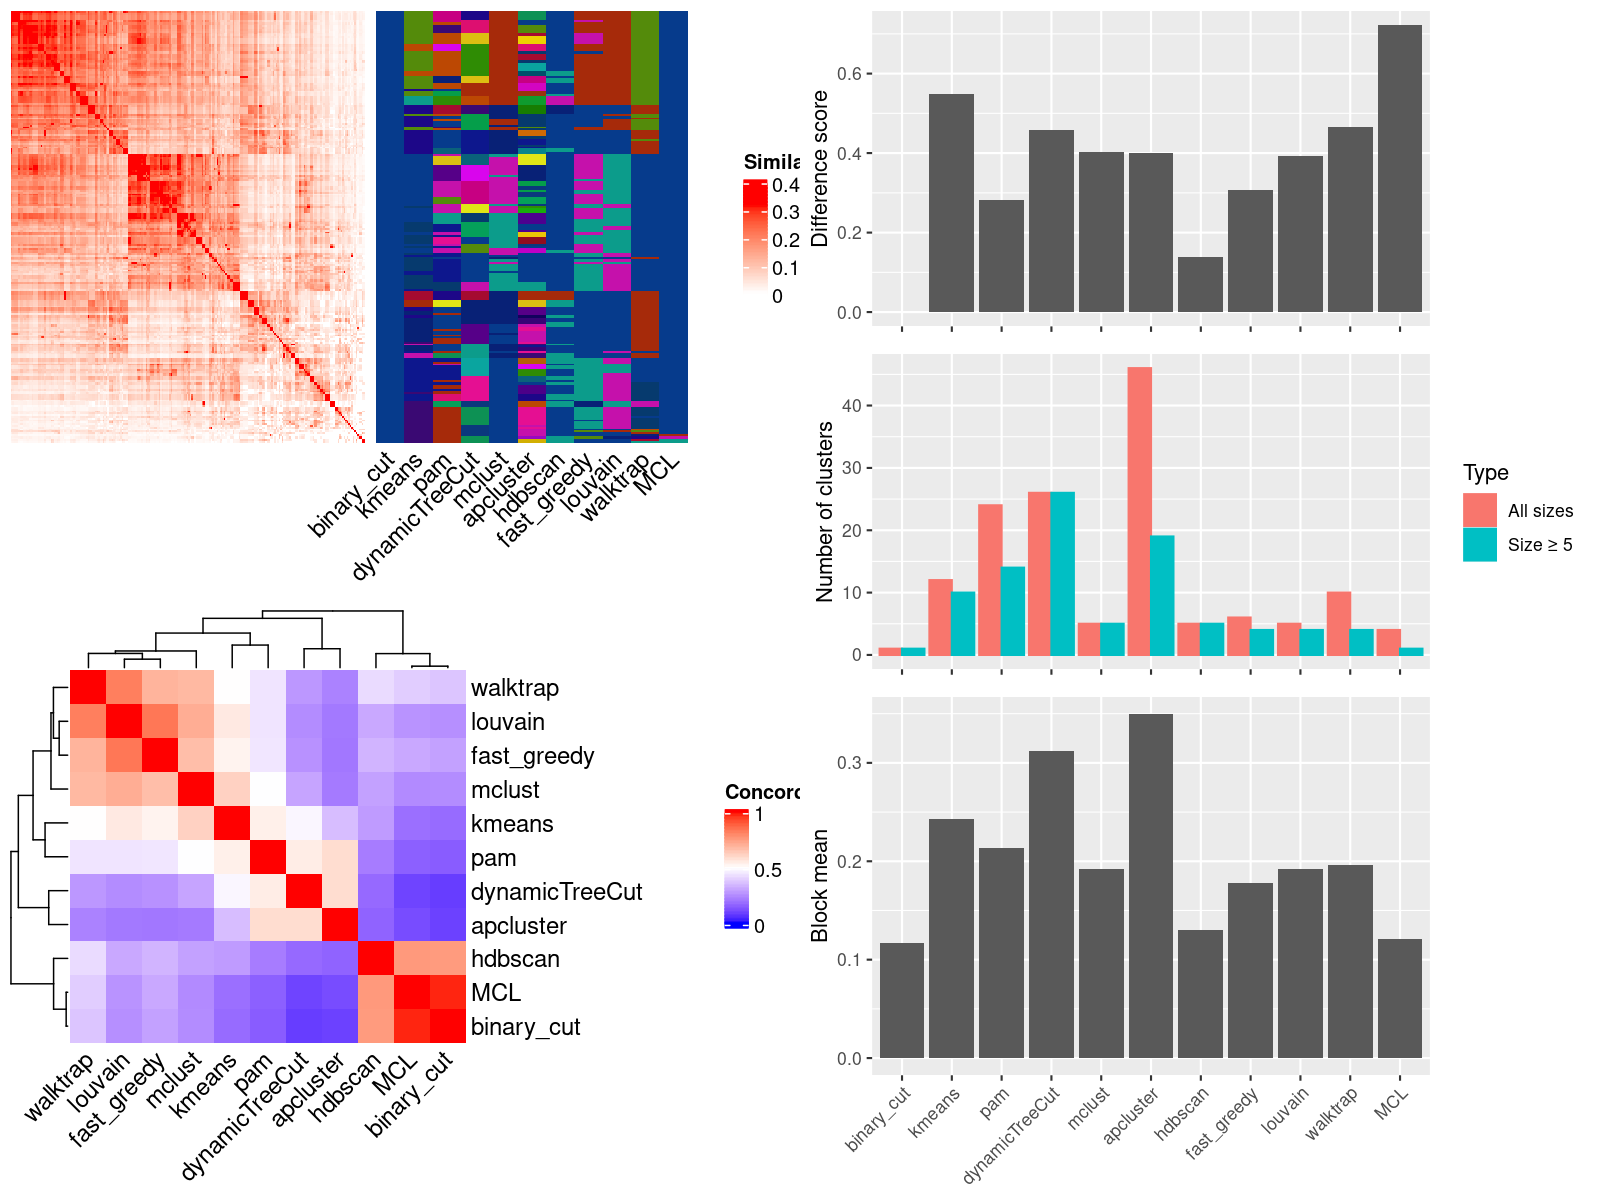 Simila
0.4
0.3
0.2
0.1
0
binary_cut
kmeans
pam
dynamicTreeCut
mclust
apcluster
hdbscan
fast_greedy
louvain
walktrap
MCL
walktrap
louvain
fast_greedy
mclust
kmeans
pam
dynamicTreeCut
apcluster
hdbscan
MCL
binary_cut
walktrap
louvain
fast_greedy
mclust
kmeans
pam
dynamicTreeCut
apcluster
hdbscan
MCL
binary_cut
Concord
1
0.5
0
Difference score
0.6
0.4
0.2
0.0
Number of clusters
40
30
20
10
0
Type
All sizes
Size ≥ 5
Block mean
0.3
0.2
0.1
0.0
binary_cut
kmeans
pam
dynamicTreeCut
mclust
apcluster
hdbscan
fast_greedy
louvain
walktrap
MCL